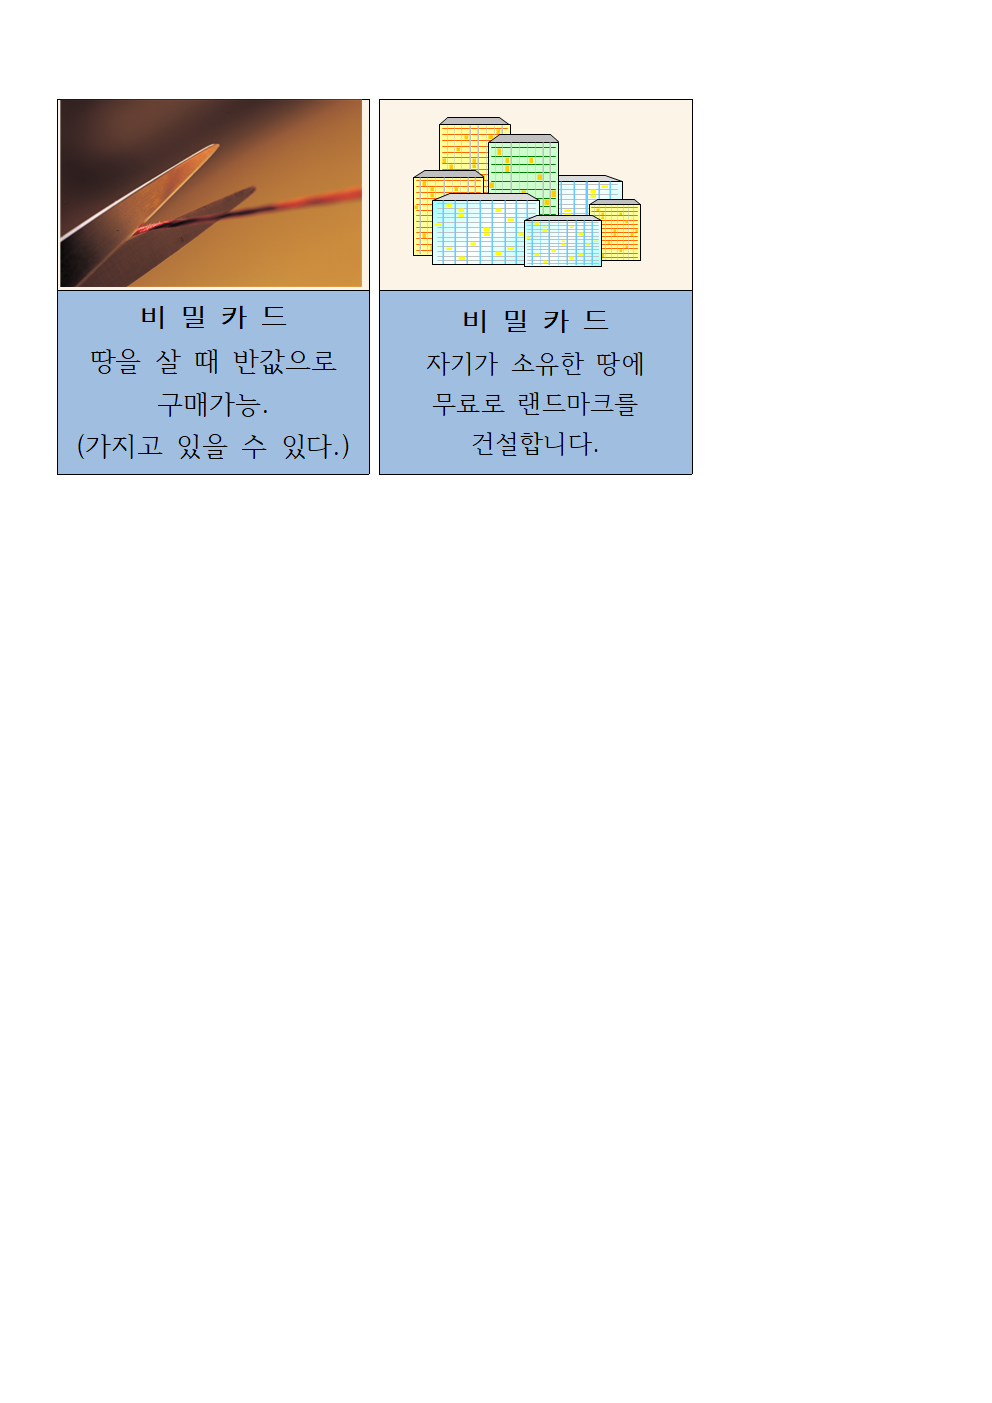 비 밀 카 드
땅을 살 때 반값으로
구매가능.
(가지고 있을 수 있다.)
비 밀 카 드
자기가 소유한 땅에
무료로 랜드마크를
건설합니다.